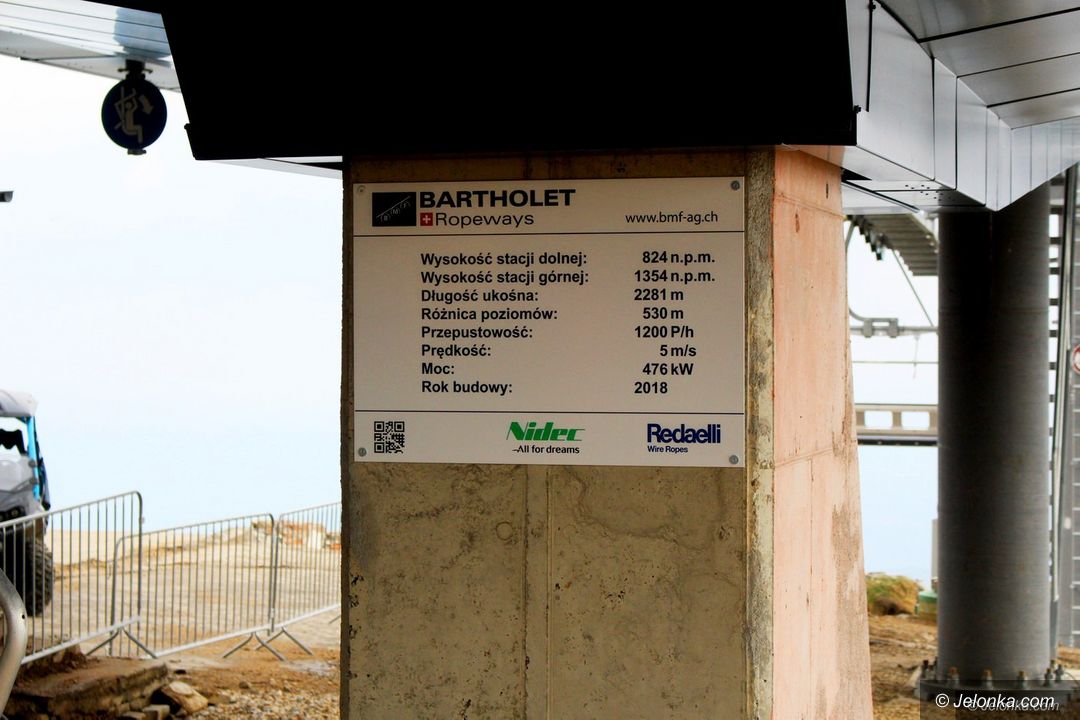 BARTHOLET
Ropeways
www.bmf-ag.ch
Wysokość stacji dolnej: 824 n.p.m.
Wysokość stacji górnej: 1354 n.p.m.
Długość ukośna: 2281 m
Różnica poziomów: 530 m
Przepustowość: 1200 P/h
Prędkość: 5 m/s
Moc: 476 kW
Rok budowy: 2018
Nidec
-All for dreams
Redaelli
Wire Ropes
© Jelonka.com
© Jelonka.com